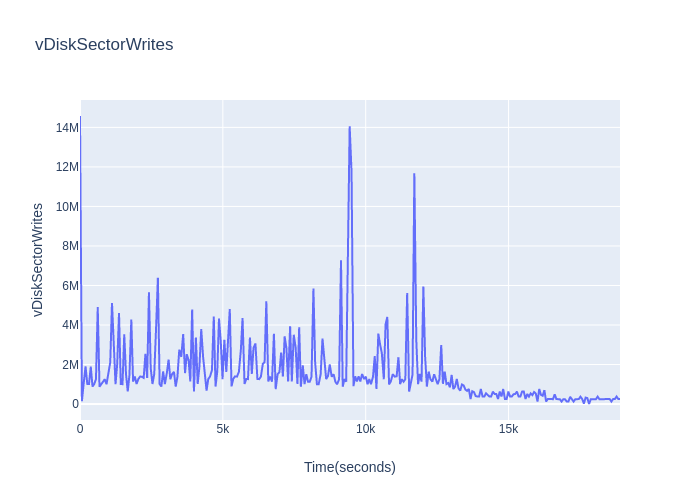 vDiskSectorWrites
14M
12M
10M
8M
6M
4M
2M
0
0
5k
10k
15k
vDiskSectorWrites
Time(seconds)